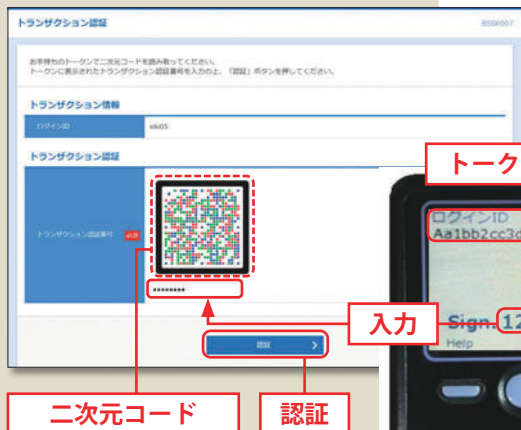 トランザクション認証
BSSK007
お手持ちのトークンで二次元コードを読み取ってください。
トークンに表示されたトランザクション認証番号を入力の上、「認証」ボタンを押してください。
トランザクション情報
ログインID
eiki05
トランザクション認証
トランザクション認証番号 必須
••••••••
認証
トーク
ログインID
Aa1bb2cc3d
入力
Sign. 12
Help
二次元コード
認証